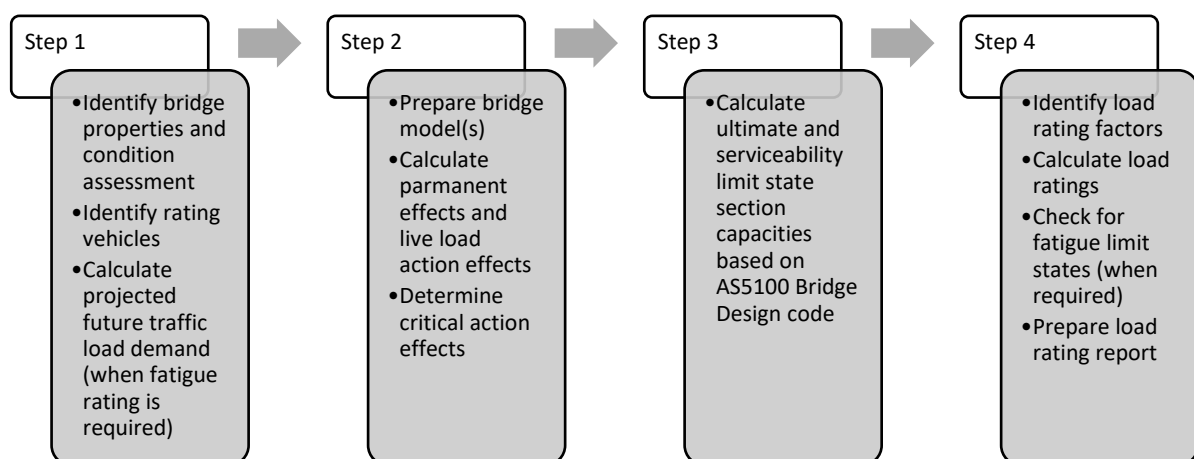 Step 1
•Identify bridge
properties and
condition
assessment
•Identify rating
vehicles
•Calculate
projected
future traffic
load demand
(when fatigue
rating is
required)
Step 2
•Prepare bridge
model(s)
•Calculate
parmanent
effects and
live load
action effects
•Determine
critical action
effects
Step 3
•Calculate
ultimate and
serviceability
limit state
section
capacities
based on
AS5100 Bridge
Design code
Step 4
•Identify load
rating factors
•Calculate load
ratings
•Check for
fatigue limit
states (when
required)
•Prepare load
rating report